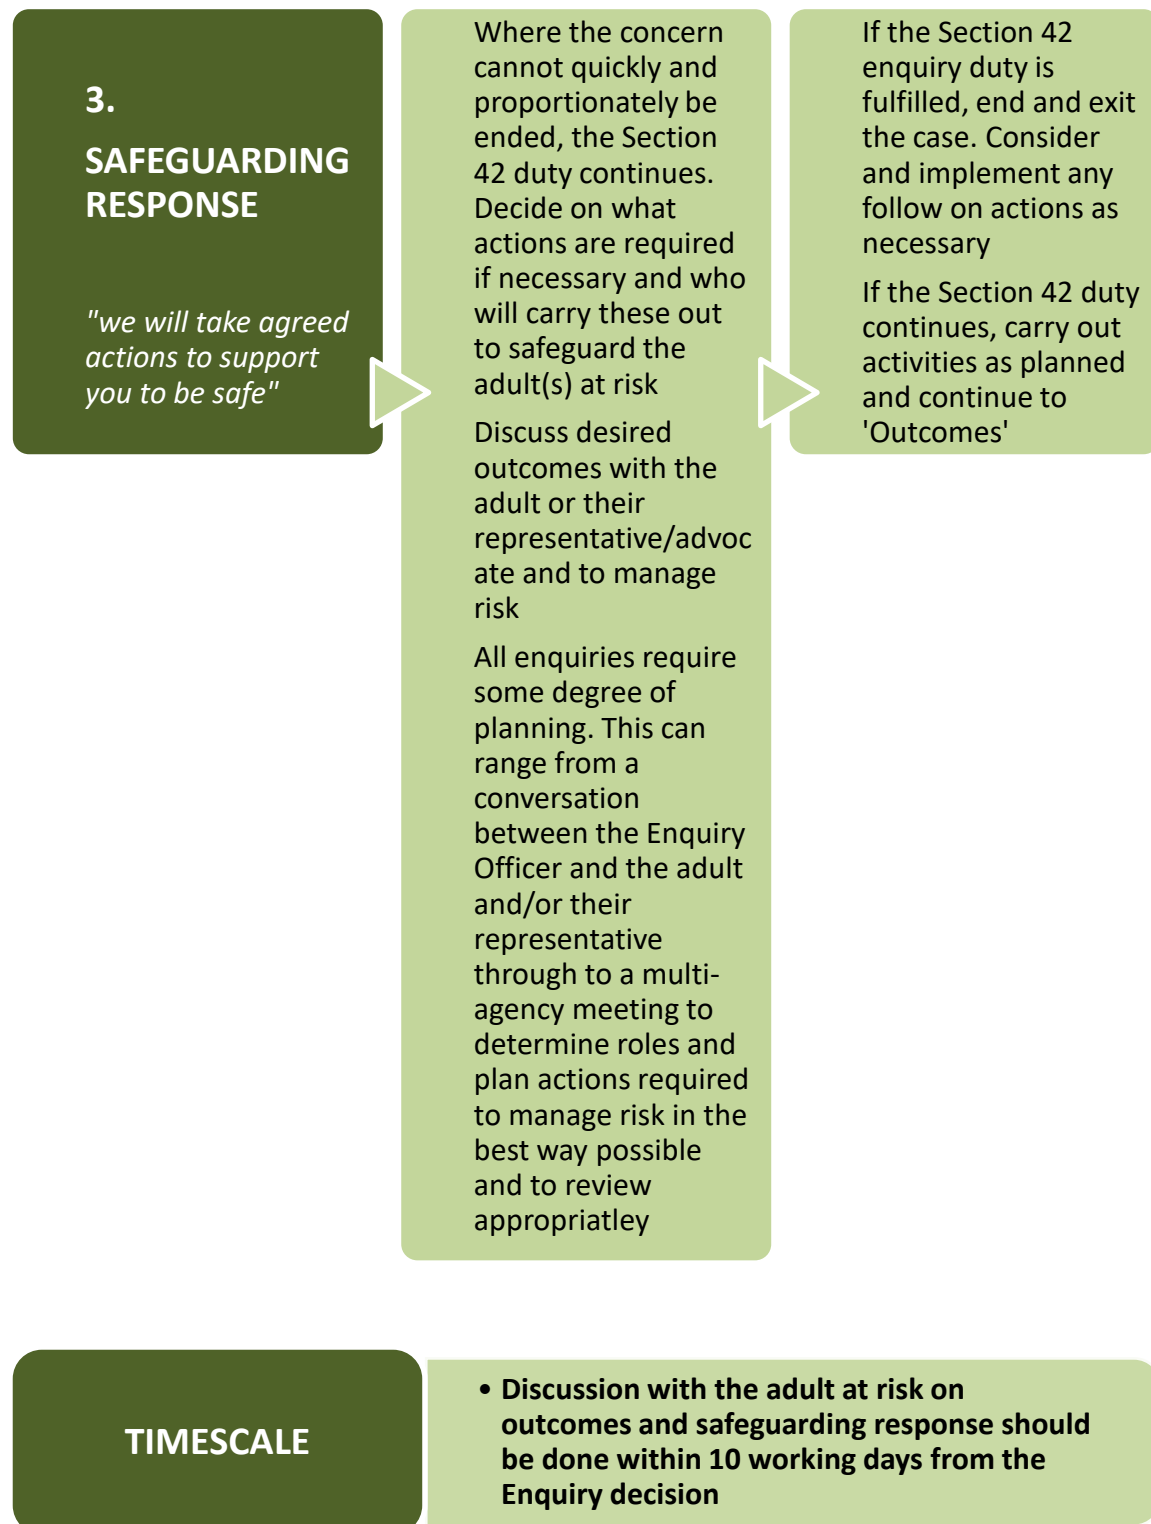 3.
SAFEGUARDING
RESPONSE
"we will take agreed
actions to support
you to be safe"
Where the concern
cannot quickly and
proportionately be
ended, the Section
42 duty continues.
Decide on what
actions are required
if necessary and who
will carry these out
to safeguard the
adult(s) at risk
Discuss desired
outcomes with the
adult or their
representative/advoc
ate and to manage
risk
All enquiries require
some degree of
planning. This can
range from a
conversation
between the Enquiry
Officer and the adult
and/or their
representative
through to a multi-
agency meeting to
determine roles and
plan actions required
to manage risk in the
best way possible
and to review
appropriatley
If the Section 42
enquiry duty is
fulfilled, end and exit
the case. Consider
and implement any
follow on actions as
necessary
If the Section 42 duty
continues, carry out
activities as planned
and continue to
'Outcomes'
TIMESCALE
• Discussion with the adult at risk on
outcomes and safeguarding response should
be done within 10 working days from the
Enquiry decision